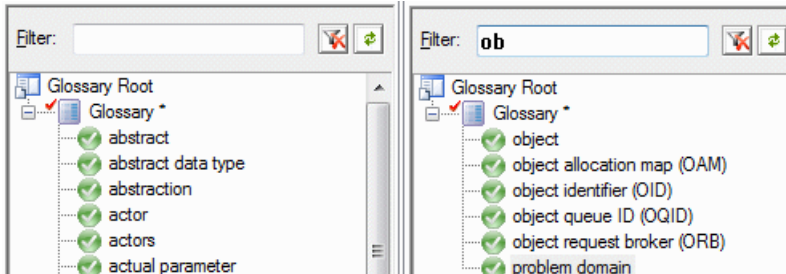 Filter:
Glossary Root
Glossary *
abstract
abstract data type
abstraction
actor
actors
actual parameter
Filter: ob
Glossary Root
Glossary *
object
object allocation map (OAM)
object identifier (OID)
object queue ID (OQID)
object request broker (ORB)
problem domain